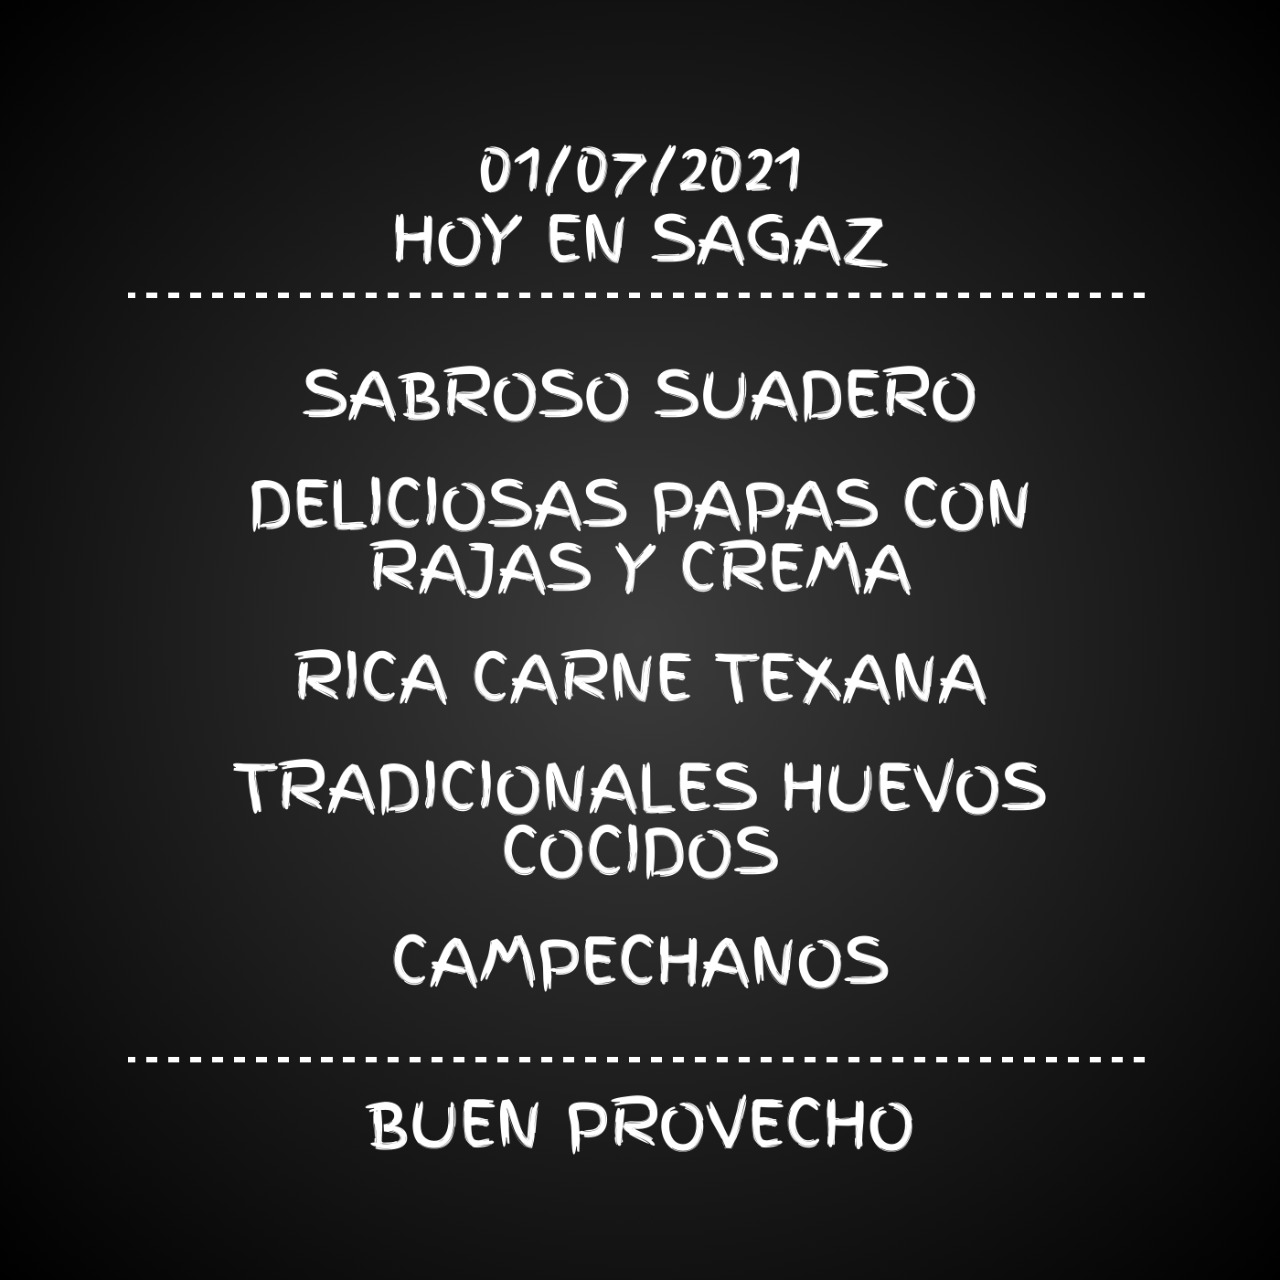 01/07/2021
HOY EN SAGAZ
SABROSO SUADERO
DELICIOSAS PAPAS CON
RAJAS Y CREMA
RICA CARNE TEXANA
TRADICIONALES HUEVOS
COCIDOS
CAMPECHANOS
BUEN PROVECHO